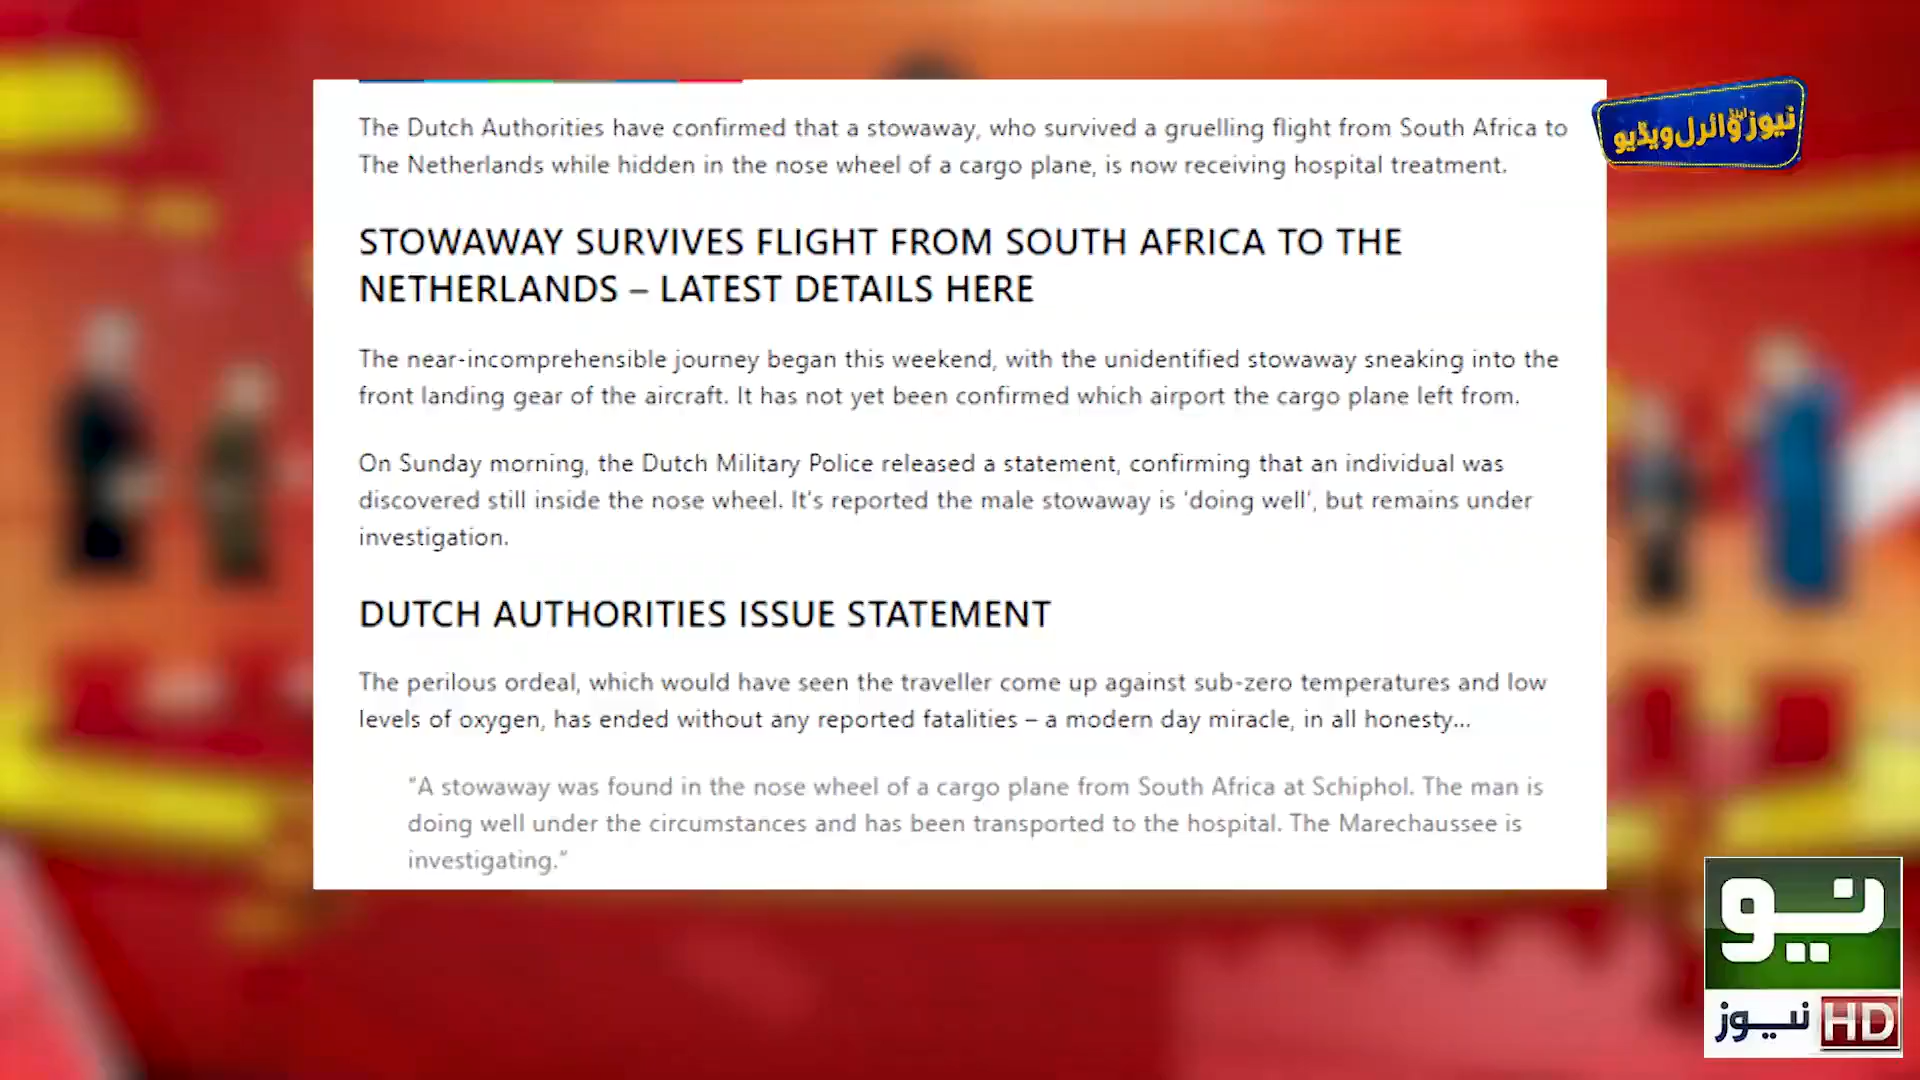 The Dutch Authorities have confirmed that a stowaway, who survived a gruelling flight from South Africa to
The Netherlands while hidden in the nose wheel of a cargo plane, is now receiving hospital treatment.
STOWAWAY SURVIVES FLIGHT FROM SOUTH AFRICA TO THE
NETHERLANDS – LATEST DETAILS HERE
The near-incomprehensible journey began this weekend, with the unidentified stowaway sneaking into the
front landing gear of the aircraft. It has not yet been confirmed which airport the cargo plane left from.
On Sunday morning, the Dutch Military Police released a statement, confirming that an individual was
discovered still inside the nose wheel. It's reported the male stowaway is 'doing well', but remains under
investigation.
DUTCH AUTHORITIES ISSUE STATEMENT
The perilous ordeal, which would have seen the traveller come up against sub-zero temperatures and low
levels of oxygen, has ended without any reported fatalities – a modern day miracle, in all honesty…
"A stowaway was found in the nose wheel of a cargo plane from South Africa at Schiphol. The man is
doing well under the circumstances and has been transported to the hospital. The Marechaussee is
investigating."
نیوز اینڈ وائرل ویڈیو
نیو
نیوز HD